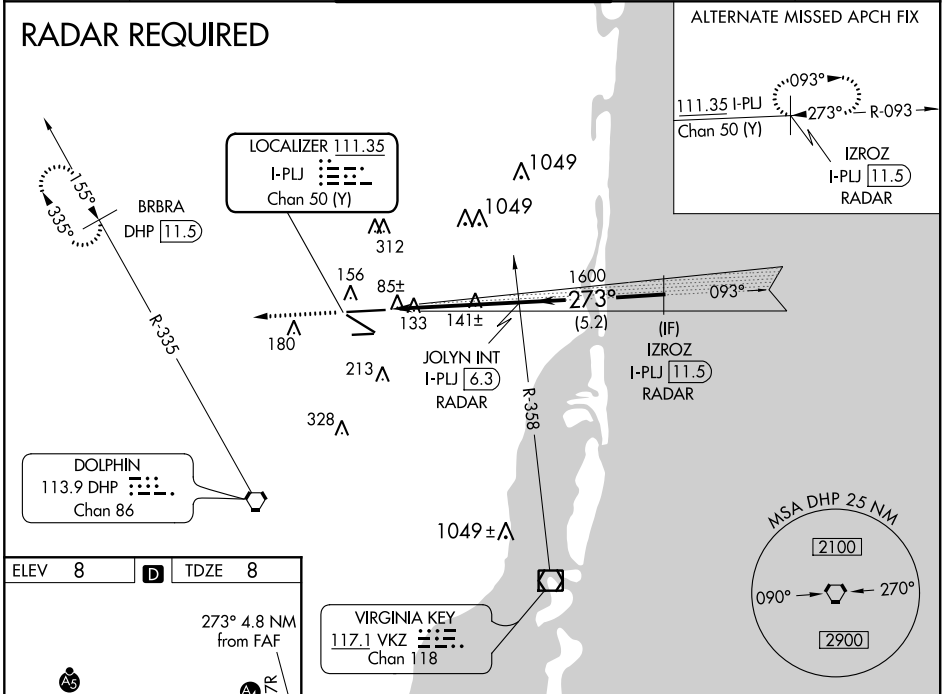 RADAR REQUIRED
ALTERNATE MISSED APCH FIX
093°
111.35 I-PLJ
273°
R-093
Chan 50 (Y)
IZROZ
I-PLJ 11.5
RADAR
LOCALIZER 111.35
I-PLJ
Chan 50 (Y)
1049
1049
155°
335°
BRBRA
DHP 11.5
312
156
85±
1600
273°
093°
133
141±
(5.2)
180
(IF)
IZROZ
I-PLJ 11.5
RADAR
JOLYN INT
I-PLJ 6.3
RADAR
R-335
213
R-358
328
DOLPHIN
113.9 DHP
Chan 86
1049±
MSA DHP 25 NM
2100
090°
270°
2900
ELEV 8
D
TDZE 8
273° 4.8 NM
from FAF
VIRGINIA KEY
117.1 VKZ
Chan 118
A5